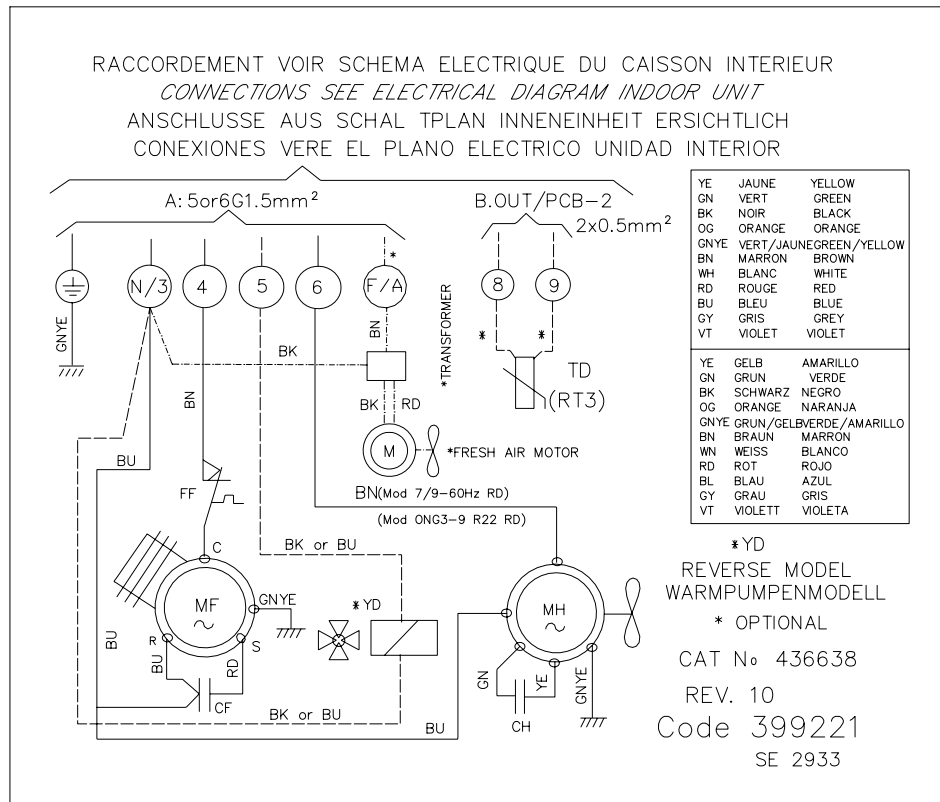 RACCORDEMENT VOIR SCHEMA ELECTRIQUE DU CAISSON INTERIEUR
CONNECTIONS SEE ELECTRICAL DIAGRAM INDOOR UNIT
ANSCHLUSSE AUS SCHAL TPLAN INNENEINHEIT ERSICHTLICH
CONEXIONES VERE EL PLANO ELECTRICO UNIDAD INTERIOR
A: 5or6G1.5mm²
B.OUT/PCB-2
2x0.5mm²
N/3
4
5
6
F/A
*
8
9
GNYE
BN
BK
BN
*TRANSFORMER
*
*
TD
(RT3)
BK
RD
M
*FRESH AIR MOTOR
BU
FF
BN(Mod 7/9-60Hz RD)
(Mod ONG3-9 R22 RD)
C
BK or BU
MF
~
GNYE
R
S
BU
BU
RD
CF
*YD
BK or BU
BU
MH
~
GN
YE
GNYE
CH
YE JAUNE YELLOW
GN VERT GREEN
BK NOIR BLACK
OG ORANGE ORANGE
GNYE VERT/JAUNEGREEN/YELLOW
BN MARRON BROWN
WH BLANC WHITE
RD ROUGE RED
BU BLEU BLUE
GY GRIS GREY
VT VIOLET VIOLET
YE GELB AMARILLO
GN GRUN VERDE
BK SCHWARZ NEGRO
OG ORANGE NARANJA
GNYE GRUN/GELBVERDE/AMARILLO
BN BRAUN MARRON
WN WEISS BLANCO
RD ROT ROJO
BL BLAU AZUL
GY GRAU GRIS
VT VIOLETT VIOLETA
*YD
REVERSE MODEL
WARMPUMPENMODELL
* OPTIONAL
CAT No 436638
REV. 10
Code 399221
SE 2933